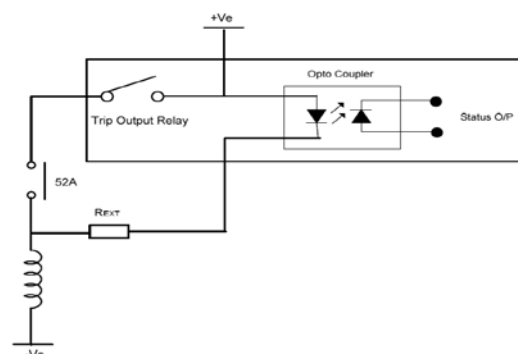 +Ve
Opto Coupler
Trip Output Relay
Status O/P
52A
REXT
-Ve